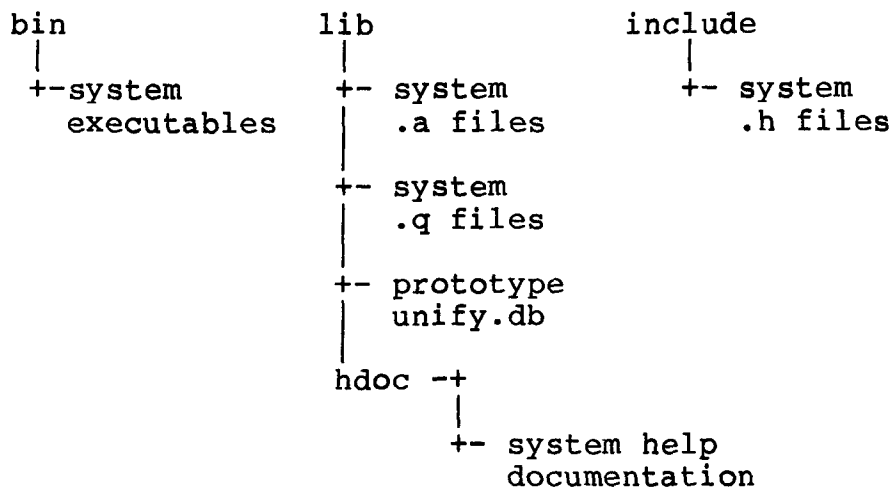 bin lib include
| | |
+-system +- system +- system
executables | .a files .h files
|
+- system
| .q files
|
+- prototype
| unify.db
|
hdoc -+
|
+- system help
documentation